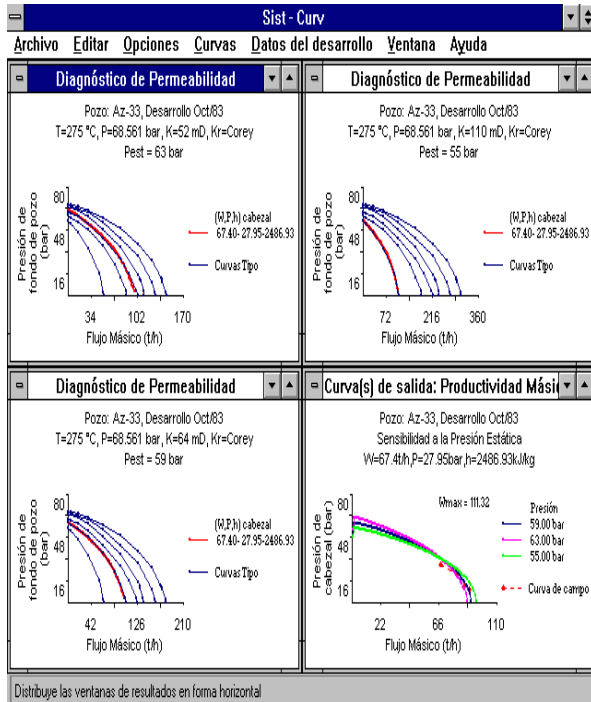 Sist - Curv
Archivo Editar Opciones Curvas Datos del desarrollo Ventana Ayuda
Diagnóstico de Permeabilidad
Pozo: Az-33, Desarrollo Oct/83
T=275 °C, P=68.561 bar, K=52 mD, Kr=Corey
Pest = 63 bar
Presión de
fondo de pozo
(bar)
80
48
16
(W,P,h) cabezal
67.40- 27.95-2486.93
Curvas Tipo
34 102 170
Flujo Másico (t/h)
Diagnóstico de Permeabilidad
Pozo: Az-33, Desarrollo Oct/83
T=275 °C, P=68.561 bar, K=110 mD, Kr=Corey
Pest = 55 bar
Presión de
fondo de pozo
(bar)
80
48
16
(W,P,h) cabezal
67.40- 27.95-2486.93
Curvas Tipo
72 216 360
Flujo Másico (t/h)
Diagnóstico de Permeabilidad
Pozo: Az-33, Desarrollo Oct/83
T=275 °C, P=68.561 bar, K=64 mD, Kr=Corey
Pest = 59 bar
Presión de
fondo de pozo
(bar)
80
48
16
(W,P,h) cabezal
67.40- 27.95-2486.93
Curvas Tipo
42 126 210
Flujo Másico (t/h)
Curva(s) de salida: Productividad Mási
Pozo: Az-33, Desarrollo Oct/83
Sensibilidad a la Presión Estática
W=67.4t/h,P=27.95bar,h=2486.93kJ/kg
Presión de
cabezal (bar)
80
48
16
Wmax = 111.32
Presión
59.00 bar
63.00 bar
55.00 bar
Curva de campo
22 66 110
Flujo Másico (t/h)
Distribuye las ventanas de resultados en forma horizontal